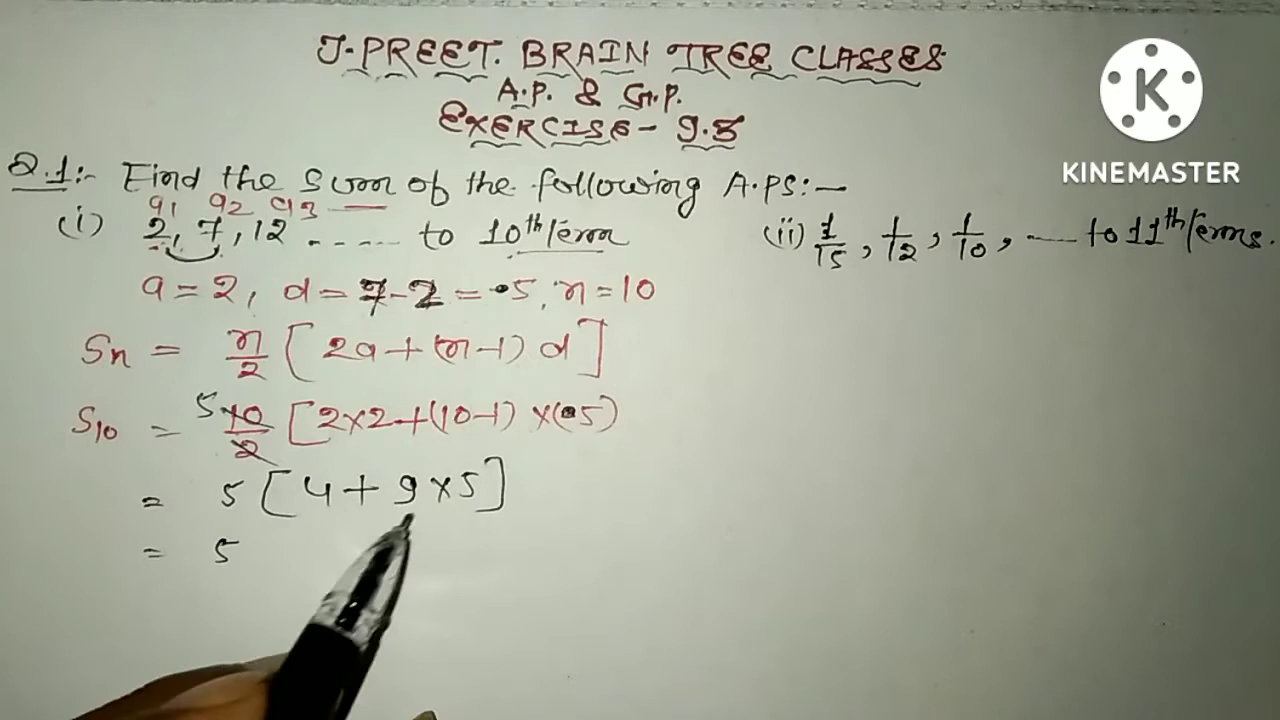 J.PREET. BRAIN TREE CLASSES
A.P. & G.P.
EXERCISE - 9.3
K
KINEMASTER
Q.1:- Find the Sum of the following A.PS:-
a1 a2 a3
(i) 2, 7, 12 ..... to 10th term
(ii) 1/15, 1/12, 1/10, ---- to 11th terms.
a = 2, d = 7-2 = 5, n = 10
Sn = n/2 [2a+(n-1) d]
S10 = 5 10/2 [2×2+(10-1) ×(5)
= 5 [4+9×5]
= 5